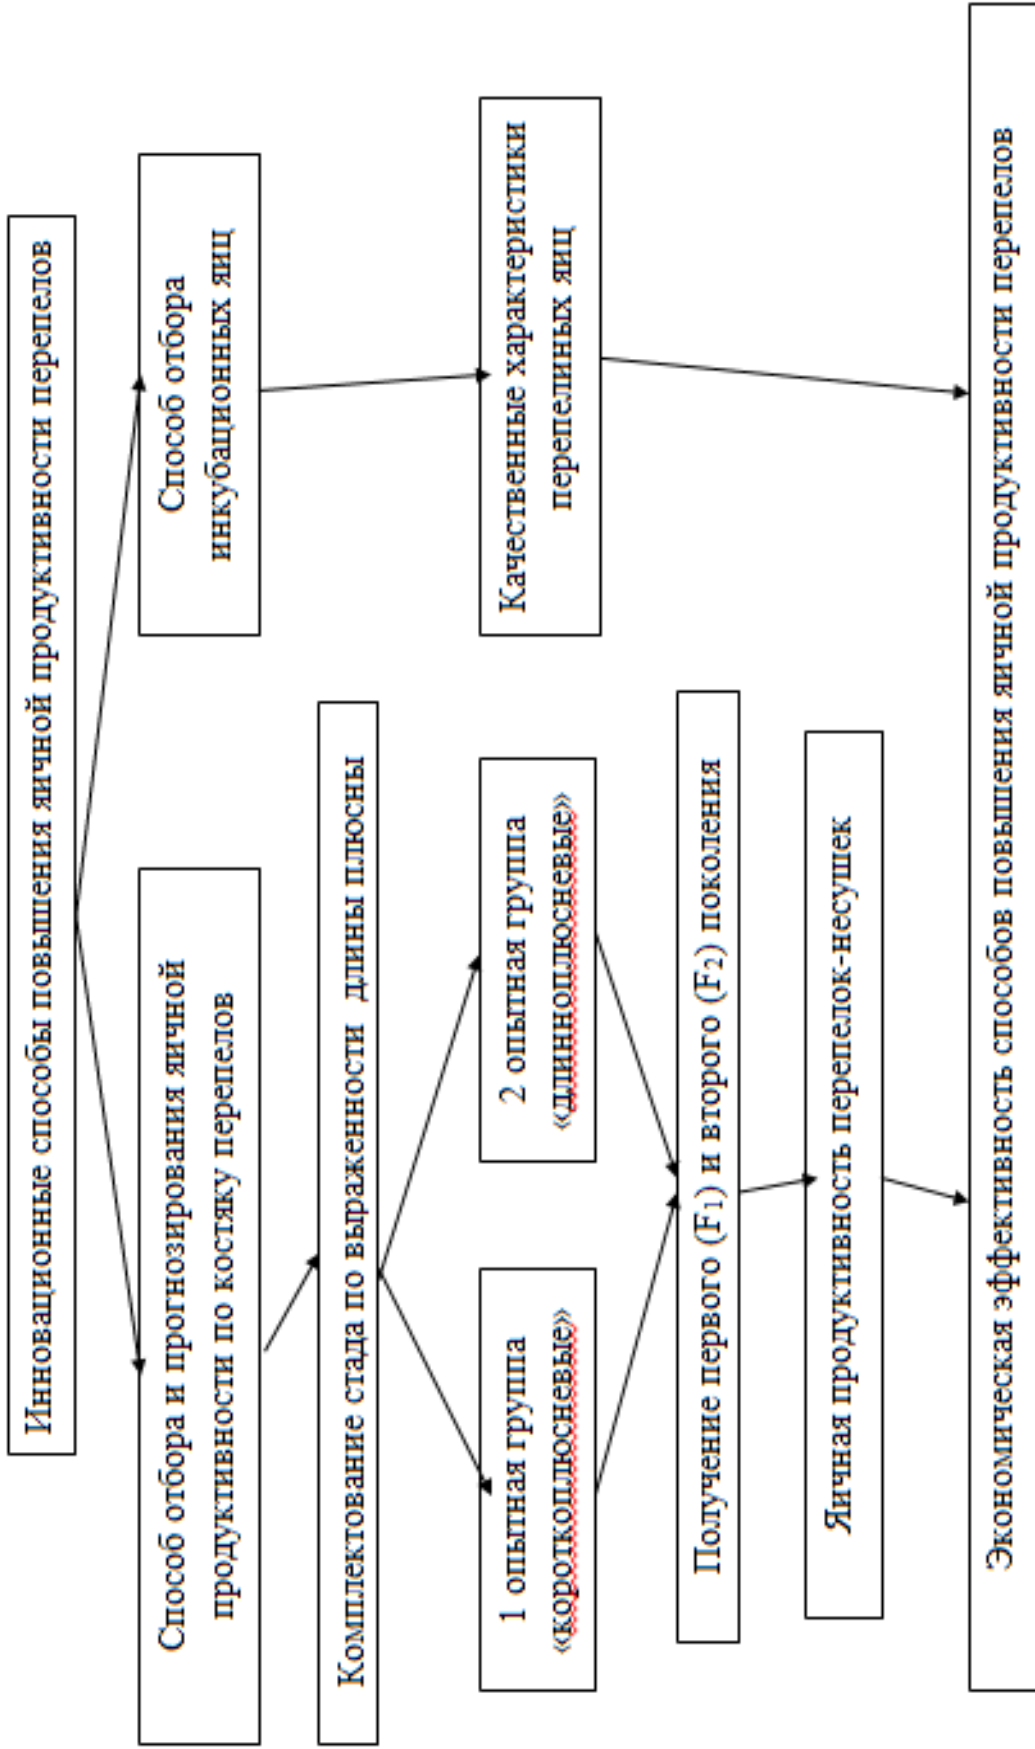 Инновационные способы повышения яичной продуктивности перепелов
Способ отбора и прогнозирования яичной
продуктивности по костяку перепелов
Способ отбора
инкубационных яиц
Комплектование стада по выраженности длины плюсны
1 опытная группа
«короткоплюсневые»
2 опытная группа
«длинноплюсневые»
Качественные характеристики
перепелиных яиц
Получение первого (F₁) и второго (F₂) поколения
Яичная продуктивность перепелок-несушек
Экономическая эффективность способов повышения яичной продуктивности перепелов